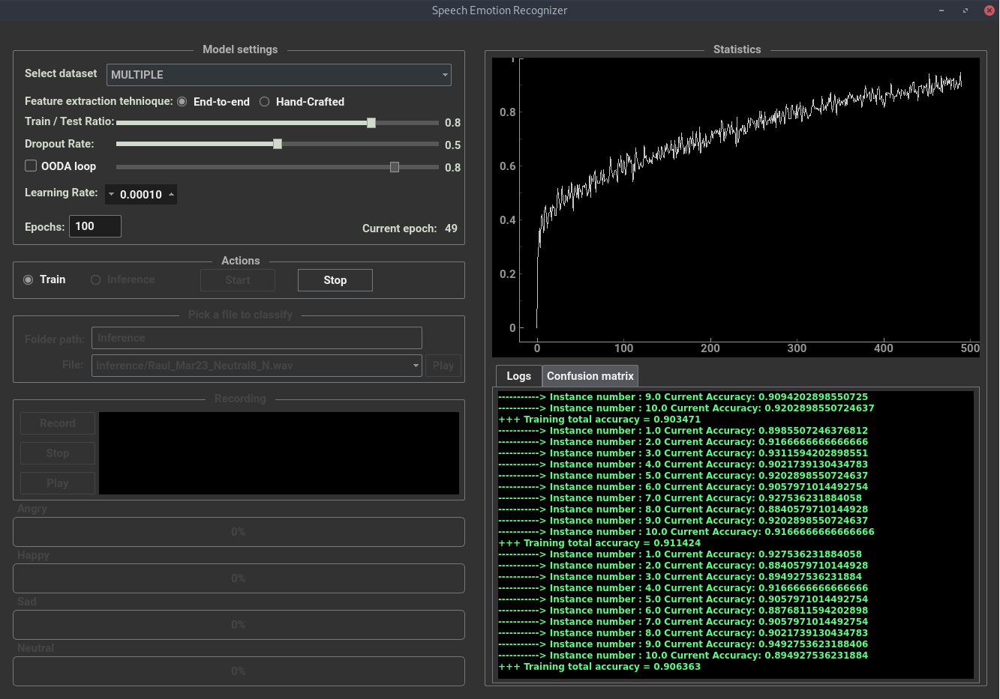 Speech Emotion Recognizer
Model settings
Select dataset MULTIPLE
Feature extraction tehnioque: End-to-end Hand-Crafted
Train / Test Ratio: 0.8
Dropout Rate: 0.5
OODA loop 0.8
Learning Rate: 0.00010
Epochs: 100 Current epoch: 49
Actions
Train Inference Start Stop
Pick a file to classify
Folder path: Inference
File: Inference/Raul_Mar23_Neutral8_N.wav Play
Recording
Record
Stop
Play
Angry
0%
Happy
0%
Sad
0%
Neutral
0%
Statistics
1
0.8
0.6
0.4
0.2
0
0 100 200 300 400 500
Logs Confusion matrix
-----------> Instance number : 9.0 Current Accuracy: 0.9094202898550725
-----------> Instance number : 10.0 Current Accuracy: 0.9202898550724637
+++ Training total accuracy = 0.903471
-----------> Instance number : 1.0 Current Accuracy: 0.8985507246376812
-----------> Instance number : 2.0 Current Accuracy: 0.9166666666666666
-----------> Instance number : 3.0 Current Accuracy: 0.9311594202898551
-----------> Instance number : 4.0 Current Accuracy: 0.9021739130434783
-----------> Instance number : 5.0 Current Accuracy: 0.9202898550724637
-----------> Instance number : 6.0 Current Accuracy: 0.9057971014492754
-----------> Instance number : 7.0 Current Accuracy: 0.927536231884058
-----------> Instance number : 8.0 Current Accuracy: 0.8840579710144928
-----------> Instance number : 9.0 Current Accuracy: 0.9202898550724637
-----------> Instance number : 10.0 Current Accuracy: 0.9166666666666666
+++ Training total accuracy = 0.911424
-----------> Instance number : 1.0 Current Accuracy: 0.927536231884058
-----------> Instance number : 2.0 Current Accuracy: 0.8840579710144928
-----------> Instance number : 3.0 Current Accuracy: 0.894927536231884
-----------> Instance number : 4.0 Current Accuracy: 0.9166666666666666
-----------> Instance number : 5.0 Current Accuracy: 0.9057971014492754
-----------> Instance number : 6.0 Current Accuracy: 0.8876811594202898
-----------> Instance number : 7.0 Current Accuracy: 0.9057971014492754
-----------> Instance number : 8.0 Current Accuracy: 0.9021739130434783
-----------> Instance number : 9.0 Current Accuracy: 0.9492753623188406
-----------> Instance number : 10.0 Current Accuracy: 0.894927536231884
+++ Training total accuracy = 0.906363